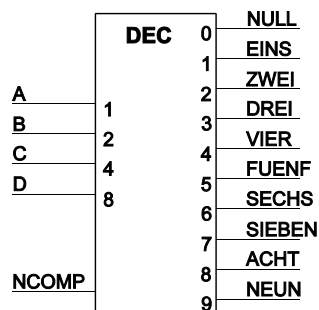 DEC
0 NULL
1 EINS
2 ZWEI
A
1
3 DREI
B
2
4 VIER
C
4
5 FUENF
D
8
6 SECHS
7 SIEBEN
8 ACHT
NCOMP
9 NEUN